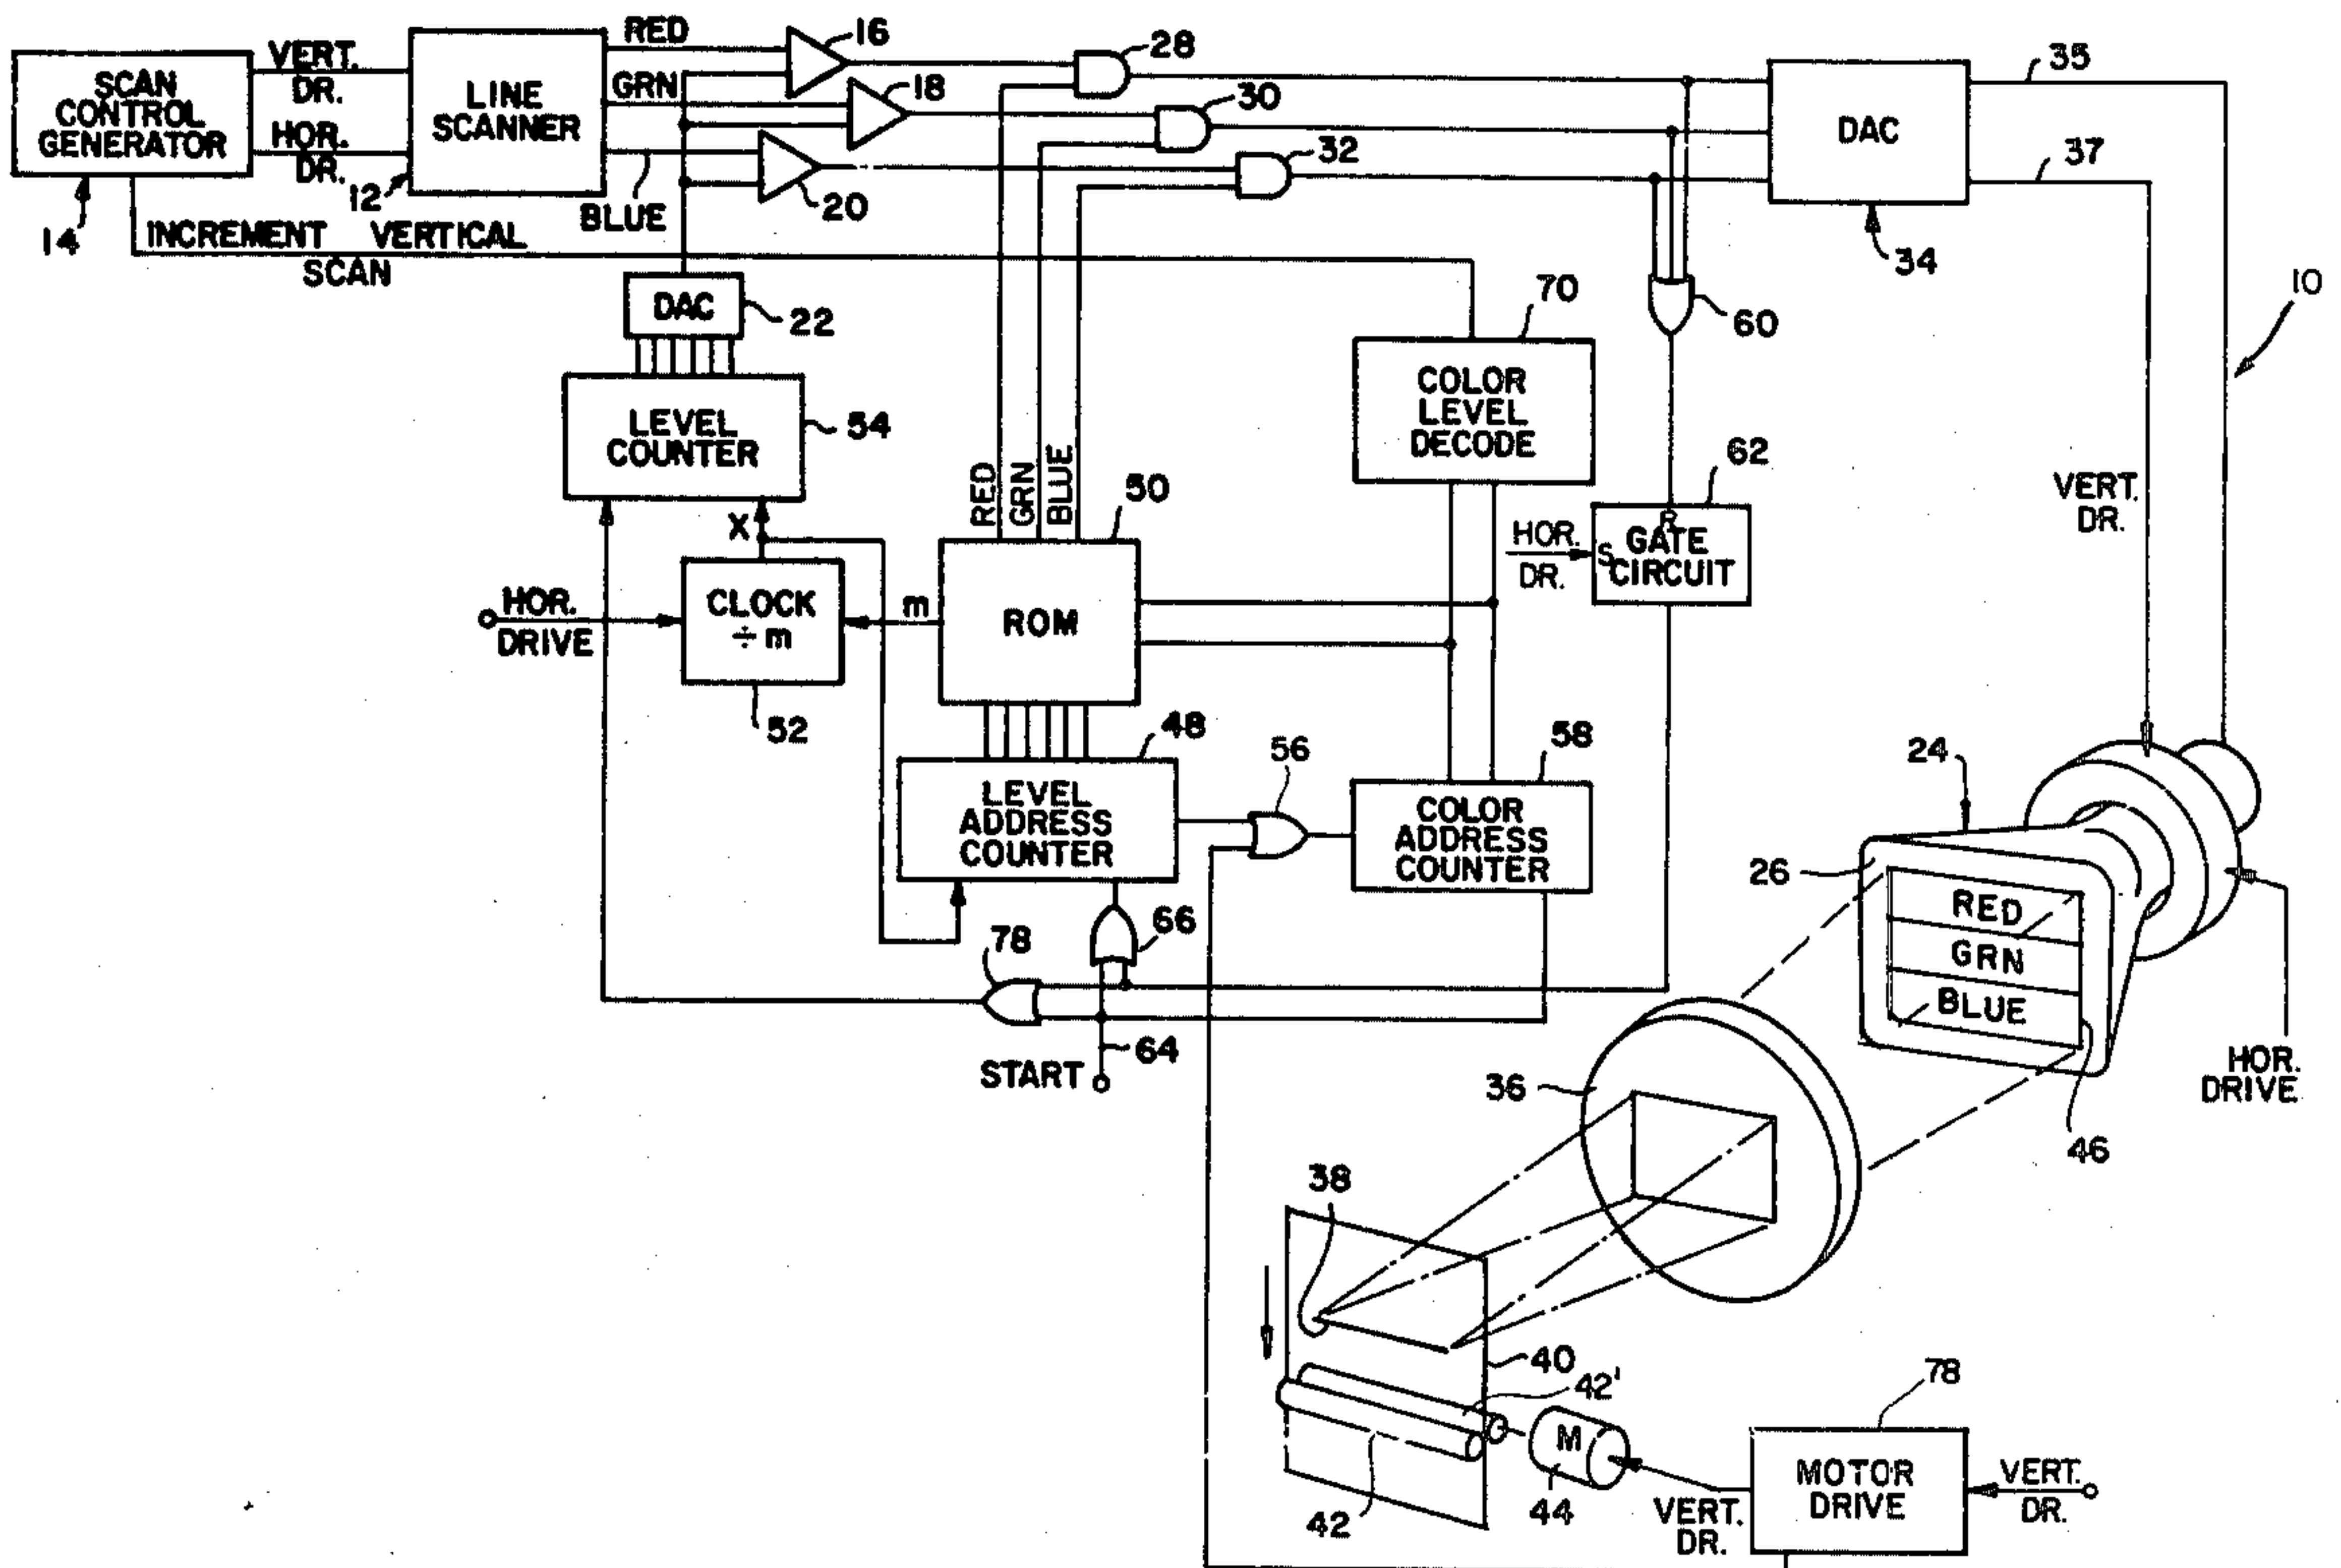 SCAN
CONTROL
GENERATOR
14
VERT.
DR.
HOR.
DR.
12
LINE
SCANNER
RED
GRN
BLUE
16
18
20
28
30
32
DAC
34
35
37
10
INCREMENT VERTICAL
SCAN
DAC
22
LEVEL
COUNTER
54
X
HOR.
DRIVE
CLOCK
÷ m
52
m
RED
GRN
BLUE
50
ROM
70
COLOR
LEVEL
DECODE
60
62
HOR.
DR.
S
R
GATE
CIRCUIT
VERT.
DR.
48
LEVEL
ADDRESS
COUNTER
56
58
COLOR
ADDRESS
COUNTER
66
78
64
START
24
26
RED
GRN
BLUE
46
HOR.
DRIVE
36
38
40
42'
42
M
44
VERT.
DR.
78
MOTOR
DRIVE
VERT.
DR.